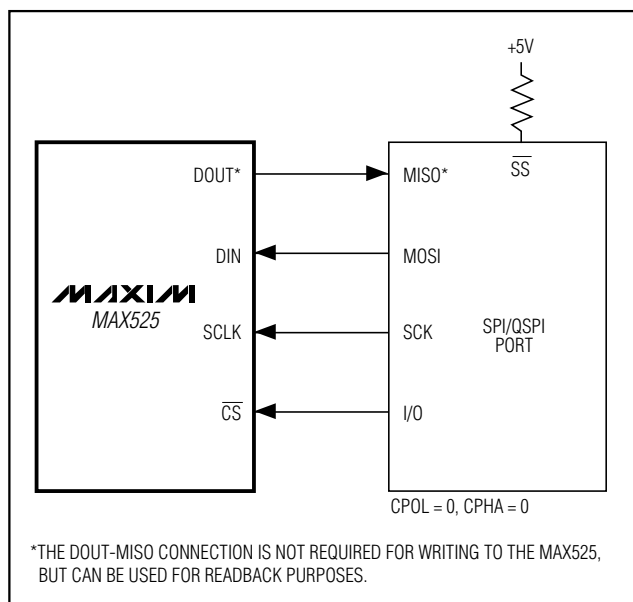 +5V
SS
DOUT*
MISO*
DIN
MOSI
MAXIM
MAX525
SCLK
SCK
SPI/QSPI
PORT
CS
I/O
CPOL = 0, CPHA = 0
*THE DOUT-MISO CONNECTION IS NOT REQUIRED FOR WRITING TO THE MAX525,
BUT CAN BE USED FOR READBACK PURPOSES.